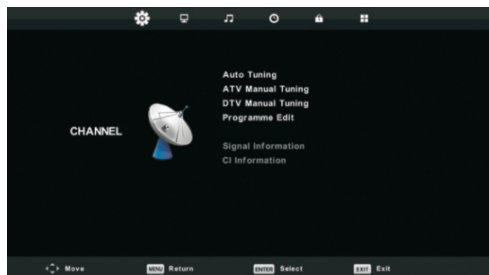 CHANNEL
Auto Tuning
ATV Manual Tuning
DTV Manual Tuning
Programme Edit
Signal Information
CI Information
Move MENU Return ENTER Select EXIT Exit